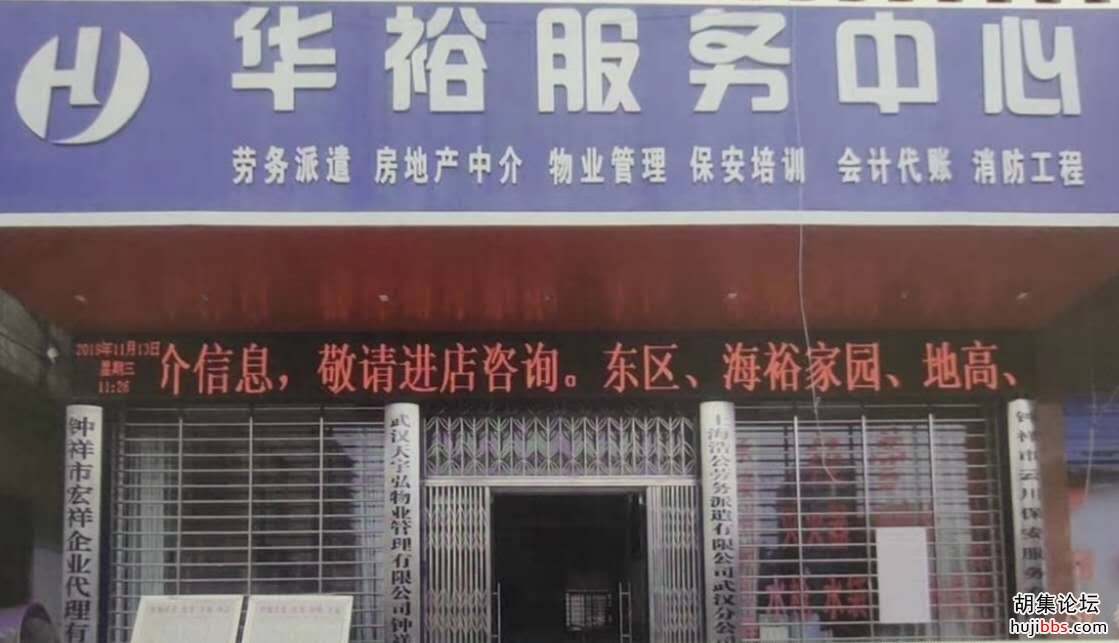 HJ
华裕服务中心
劳务派遣 房地产中介 物业管理 保安培训 会计代账 消防工程
2019年11月13日
星期三
11:26
介信息，敬请进店咨询。东区、海裕家园、地高、
钟祥市宏祥企业代理有
武汉天宇弘物业管理有限公司钟祥
上海浩公劳务派遣有限公司武汉分公司
钟祥市云川保安服务
胡集论坛
hujibbs.com